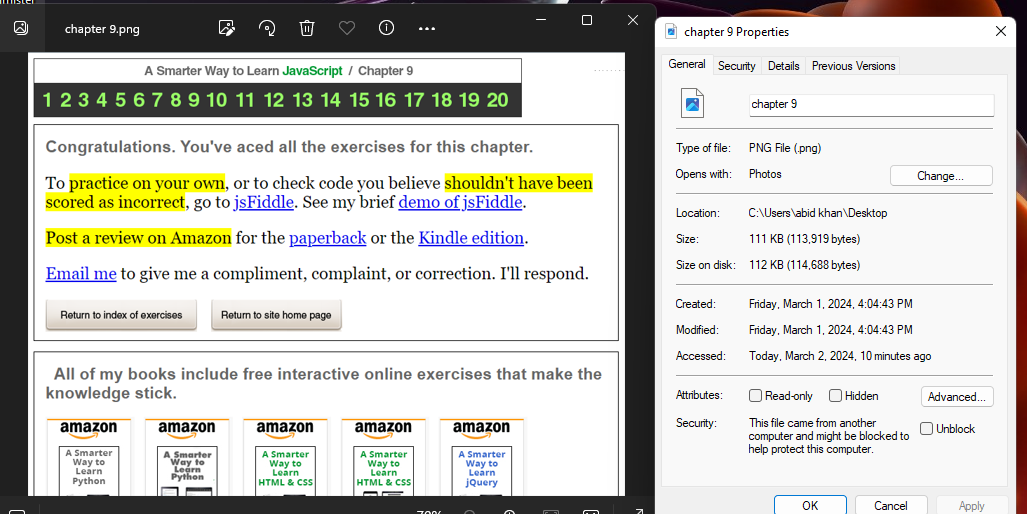 chapter 9.png
A Smarter Way to Learn JavaScript / Chapter 9
1 2 3 4 5 6 7 8 9 10 11 12 13 14 15 16 17 18 19 20
Congratulations. You've aced all the exercises for this chapter.
To practice on your own, or to check code you believe shouldn't have been
scored as incorrect, go to jsFiddle. See my brief demo of jsFiddle.
Post a review on Amazon for the paperback or the Kindle edition.
Email me to give me a compliment, complaint, or correction. I'll respond.
Return to index of exercises Return to site home page
All of my books include free interactive online exercises that make the
knowledge stick.
amazon amazon amazon amazon amazon
A Smarter A Smarter A Smarter A Smarter A Smarter
Way to Way to Way to Way to Way to
Learn Learn Learn Learn Learn
Python Python HTML & CSS HTML & CSS jQuery
chapter 9 Properties
General Security Details Previous Versions
chapter 9
Type of file: PNG File (.png)
Opens with: Photos Change...
Location: C:\Users\abid khan\Desktop
Size: 111 KB (113,919 bytes)
Size on disk: 112 KB (114,688 bytes)
Created: Friday, March 1, 2024, 4:04:43 PM
Modified: Friday, March 1, 2024, 4:04:43 PM
Accessed: Today, March 2, 2024, 10 minutes ago
Attributes: Read-only Hidden Advanced...
Security: This file came from another Unblock
computer and might be blocked to
help protect this computer.
OK Cancel Apply